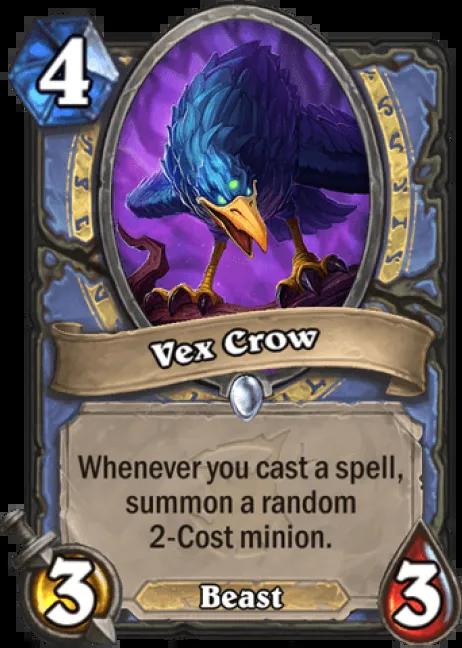 4
Vex Crow
Whenever you cast a spell,
summon a random
2-Cost minion.
3
Beast
3